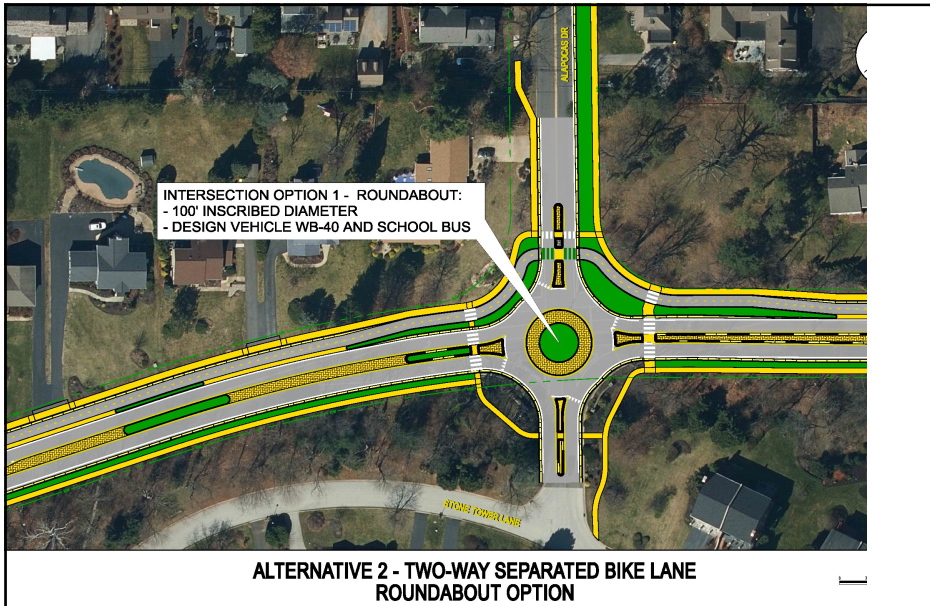 ALAPOCAS DR
INTERSECTION OPTION 1 - ROUNDABOUT:
- 100' INSCRIBED DIAMETER
- DESIGN VEHICLE WB-40 AND SCHOOL BUS
STONE TOWER LANE
ALTERNATIVE 2 - TWO-WAY SEPARATED BIKE LANE
ROUNDABOUT OPTION